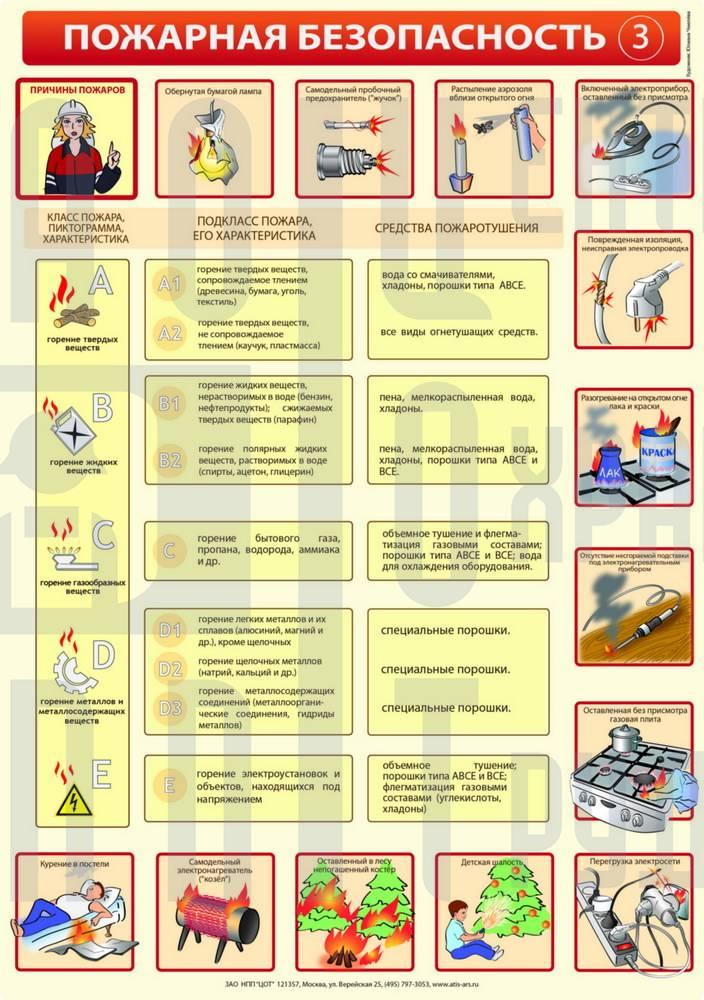 ПОЖАРНАЯ БЕЗОПАСНОСТЬ 3
Художник: Юлиана Чмелёва
ПРИЧИНЫ ПОЖАРОВ
Обернутая бумагой лампа
Самодельный пробочный
предохранитель ("жучок")
Распыление аэрозоля
вблизи открытого огня
Включенный электроприбор,
оставленный без присмотра
КЛАСС ПОЖАРА,
ПИКТОГРАММА,
ХАРАКТЕРИСТИКА
ПОДКЛАСС ПОЖАРА,
ЕГО ХАРАКТЕРИСТИКА
СРЕДСТВА ПОЖАРОТУШЕНИЯ
A
горение твердых
веществ
A1
горение твердых веществ,
сопровождаемое тлением
(древесина, бумага, уголь,
текстиль)
вода со смачивателями,
хладоны, порошки типа АВСЕ.
A2
горение твердых веществ,
не сопровождаемое
тлением (каучук, пластмасса)
все виды огнетушащих средств.
Поврежденная изоляция,
неисправная электропроводка
B
горение жидких
веществ
B1
горение жидких веществ,
нерастворимых в воде (бензин,
нефтепродукты); сжижаемых
твердых веществ (парафин)
пена, мелкораспыленная вода,
хладоны.
B2
горение полярных жидких
веществ, растворимых в воде
(спирты, ацетон, глицерин)
пена, мелкораспыленная вода,
хладоны, порошки типа АВСЕ и
ВСЕ.
Разогревание на открытом огне
лака и краски
ЛАК
КРАСКА
C
горение газообразных
веществ
C
горение бытового газа,
пропана, водорода, аммиака
и др.
объемное тушение и флегма-
тизация газовыми составами;
порошки типа АВСЕ и ВСЕ; вода
для охлаждения оборудования.
Отсутствие несгораемой подставки
под электронагревательным
прибором
D
горение металлов и
металлосодержащих
веществ
D1
горение легких металлов и их
сплавов (алюсиний, магний и
др.), кроме щелочных
специальные порошки.
D2
горение щелочных металлов
(натрий, кальций и др.)
специальные порошки.
D3
горение металлосодержащих
соединений (металлооргани-
ческие соединения, гидриды
металлов)
специальные порошки.
Оставленная без присмотра
газовая плита
E
E
горение электроустановок и
объектов, находящихся под
напряжением
объемное тушение;
порошки типа АВСЕ и ВСЕ;
флегматизация газовыми
составами (углекислоты,
хладоны)
Курение в постели
Самодельный
электронагреватель
("козёл")
Оставленный в лесу
непогашенный костёр
Детская шалость
Перегрузка электросети
ЗАО НПП"ЦОТ" 121357, Москва, ул. Верейская 25, (495) 797-3053, www.atis-ars.ru